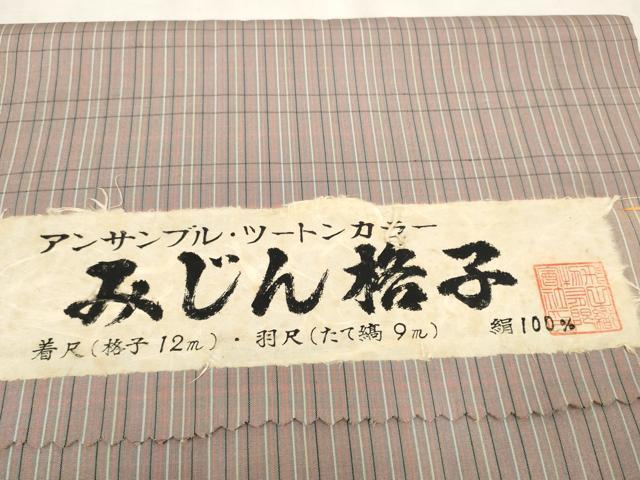 アンサンブル・ツートンカラー
みじん格子
着尺(格子12m)・羽尺(たて縞9m) 絹100%